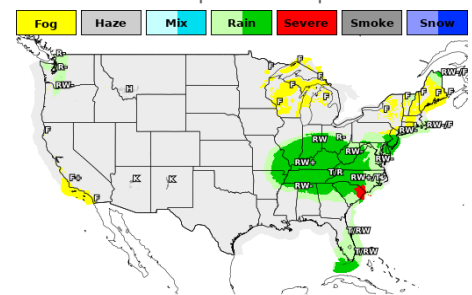 Fog Haze Mix Rain Severe Smoke Snow
R-
F
F
RW-/F
R-
F
F
F
RW-
H
F
F
F
F
F
F
RW-/F
F
RW
R-
RW-
RW-
RW+
RW-
F+
K
K
T/R
RW+/T+
RW-
F
T/RW
T/RW